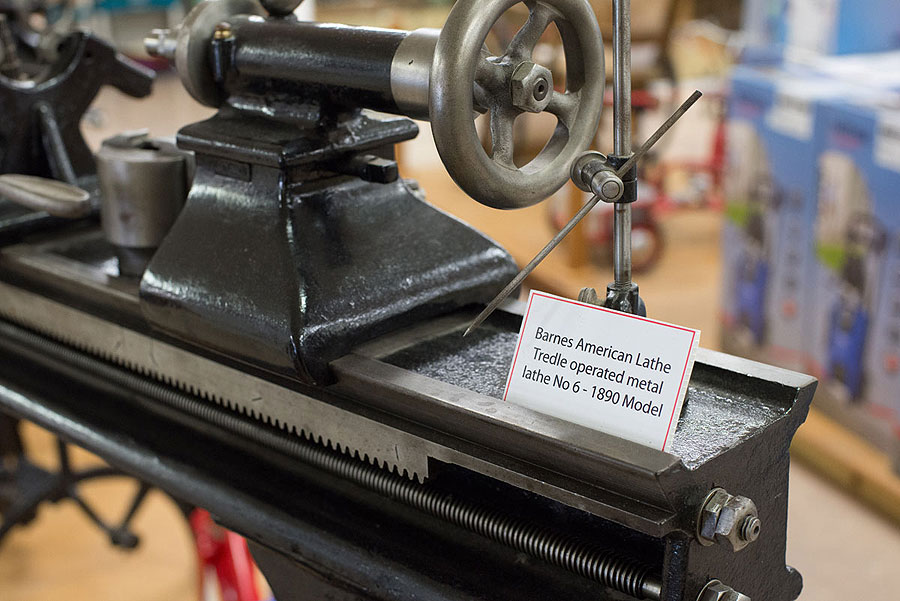 Barnes American Lathe
Tredle operated metal
lathe No 6 - 1890 Model